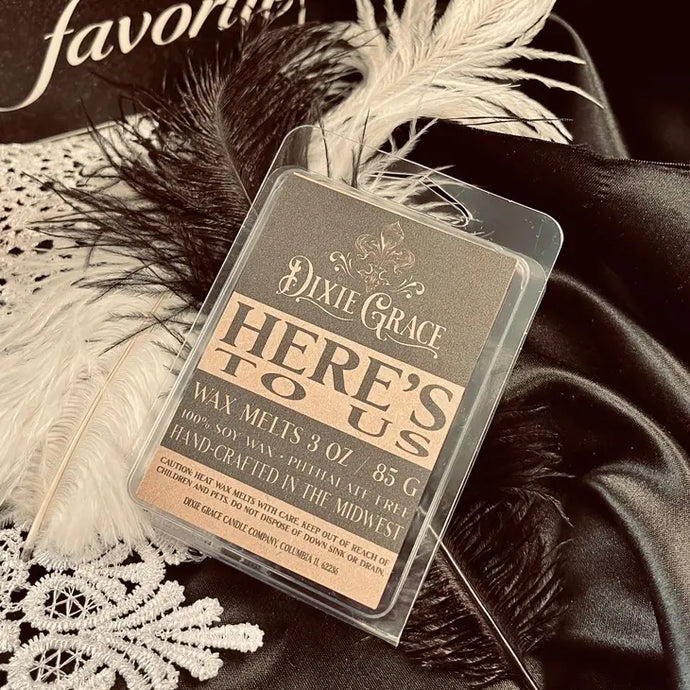 DIXIE GRACE
HERE'S
TO US
WAX MELTS 3 OZ / 85 G
100% SOY WAX • PHTHALATE FREE
HAND-CRAFTED IN THE MIDWEST
CAUTION: HEAT WAX MELTS WITH CARE. KEEP OUT OF REACH OF
CHILDREN AND PETS. DO NOT DISPOSE OF DOWN SINK OR DRAIN.
DIXIE GRACE CANDLE COMPANY, COLUMBIA IL 62236